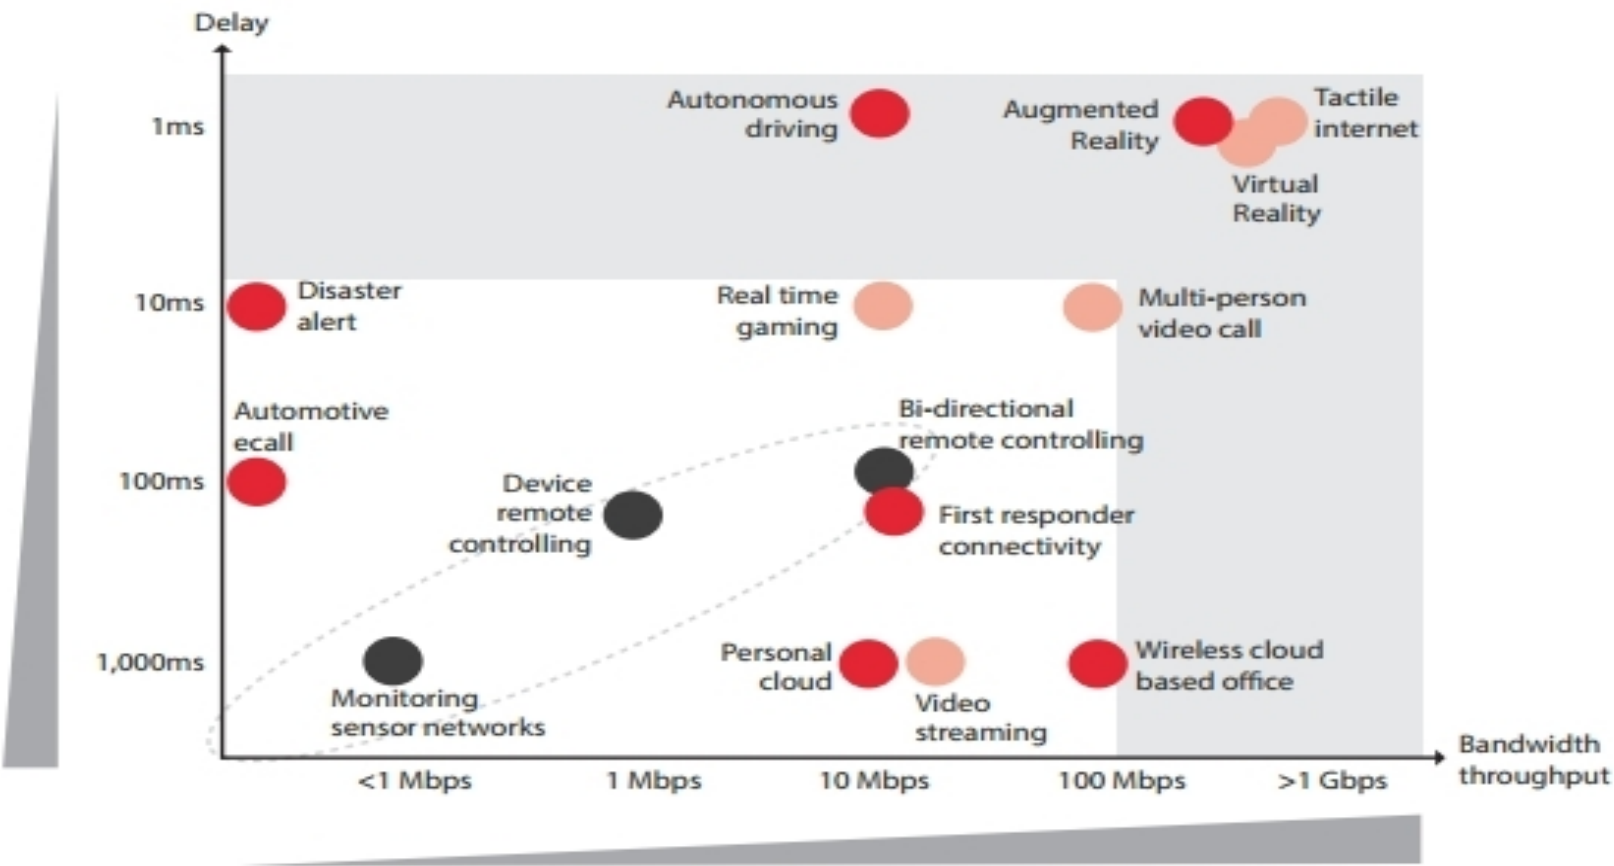 Delay
1ms
Autonomous
driving
Augmented
Reality
Tactile
internet
Virtual
Reality
10ms
Disaster
alert
Real time
gaming
Multi-person
video call
Automotive
ecall
100ms
Device
remote
controlling
Bi-directional
remote controlling
First responder
connectivity
1,000ms
Monitoring
sensor networks
Personal
cloud
Video
streaming
Wireless cloud
based office
<1 Mbps
1 Mbps
10 Mbps
100 Mbps
>1 Gbps
Bandwidth
throughput